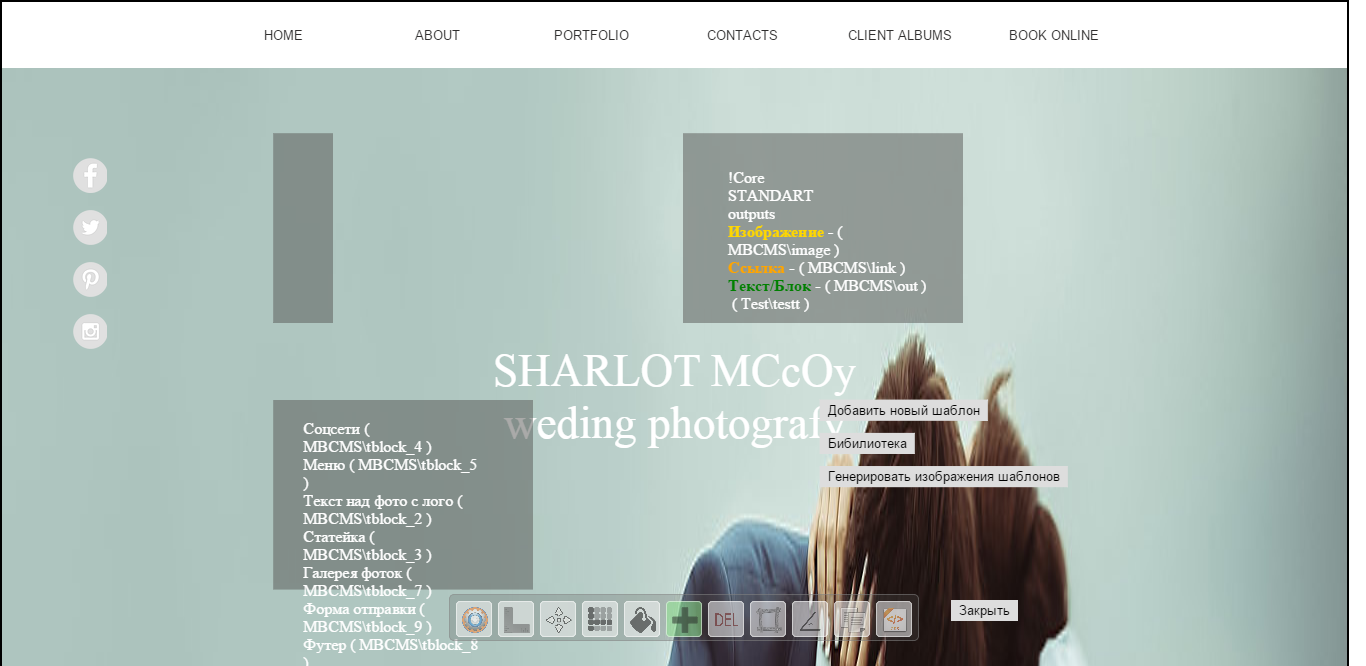 HOME ABOUT PORTFOLIO CONTACTS CLIENT ALBUMS BOOK ONLINE
!Core
STANDART
outputs
Изображение - (
MBCMS\image )
Ссылка - ( MBCMS\link )
Текст/Блок - ( MBCMS\out )
( Test\testt )
SHARLOT MCcOy
weding photografy
Соцсети (
MBCMS\tblock_4 )
Меню ( MBCMS\tblock_5
)
Текст над фото с лого (
MBCMS\tblock_2 )
Статейка (
MBCMS\tblock_3 )
Галерея фоток (
MBCMS\tblock_7 )
Форма отправки (
MBCMS\tblock_9 )
Футер ( MBCMS\tblock_8
)
Добавить новый шаблон
Бибилиотека
Генерировать изображения шаблонов
DEL
</>
Закрыть